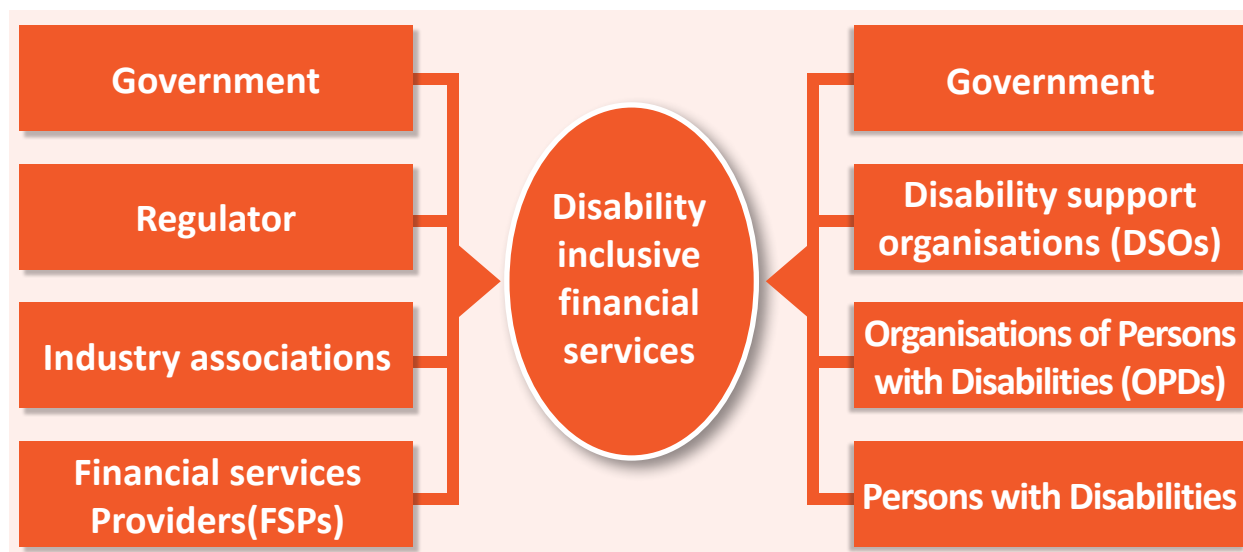 Government
Regulator
Industry associations
Financial services
Providers(FSPs)
Disability
inclusive
financial
services
Government
Disability support
organisations (DSOs)
Organisations of Persons
with Disabilities (OPDs)
Persons with Disabilities